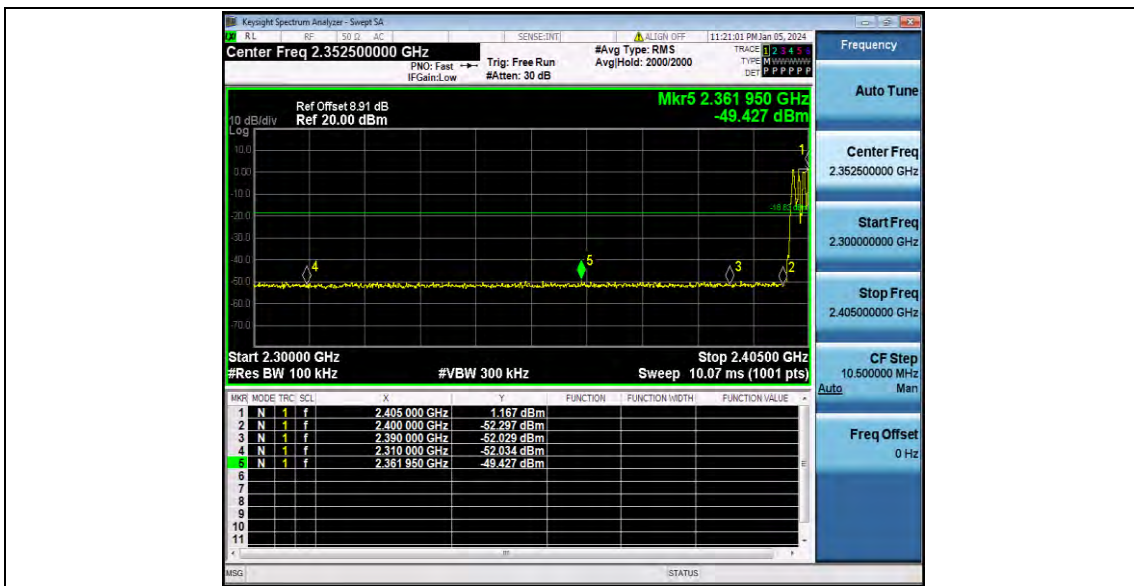 Keysight Spectrum Analyzer - Swept SA
RL RF 50 Ω AC SENSE:INT ALIGN OFF 11:21:01 PM Jan 05, 2024
Center Freq 2.352500000 GHz
PNO: Fast
IFGain:Low
Trig: Free Run
#Atten: 30 dB
#Avg Type: RMS
Avg|Hold: 2000/2000
TRACE 1 2 3 4 5 6
TYPE M
DET P P P P P P
Frequency
Auto Tune
Center Freq
2.352500000 GHz
Start Freq
2.300000000 GHz
Stop Freq
2.405000000 GHz
CF Step
10.500000 MHz
Auto Man
Freq Offset
0 Hz
Mkr5 2.361 950 GHz
-49.427 dBm
Ref Offset 8.91 dB
10 dB/div Ref 20.00 dBm
Log
10.0
0.00
-10.0
-20.0
-30.0
-40.0
-50.0
-60.0
-70.0
1
4
5
3
2
Start 2.30000 GHz Stop 2.40500 GHz
#Res BW 100 kHz #VBW 300 kHz Sweep 10.07 ms (1001 pts)
MKR MODE TRC SCL X Y FUNCTION FUNCTION WIDTH FUNCTION VALUE
1 N 1 f 2.405 000 GHz 1.167 dBm
2 N 1 f 2.400 000 GHz -52.297 dBm
3 N 1 f 2.390 000 GHz -52.029 dBm
4 N 1 f 2.310 000 GHz -52.034 dBm
5 N 1 f 2.361 950 GHz -49.427 dBm
6
7
8
9
10
11
MSG STATUS